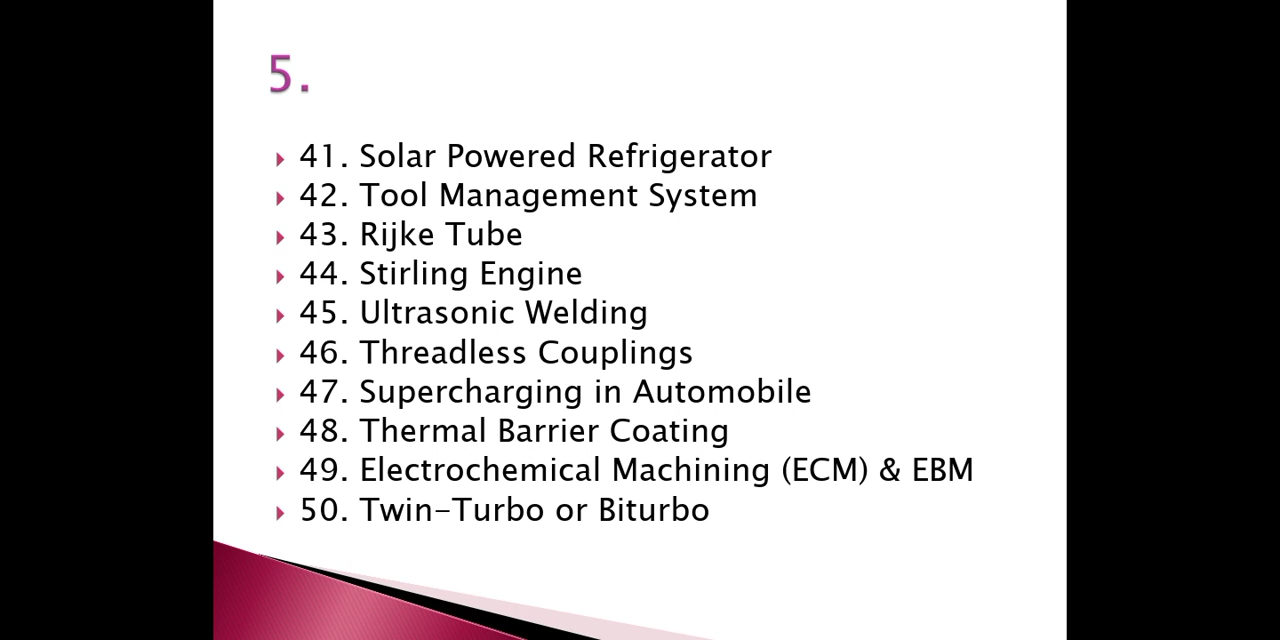 5.
41. Solar Powered Refrigerator
42. Tool Management System
43. Rijke Tube
44. Stirling Engine
45. Ultrasonic Welding
46. Threadless Couplings
47. Supercharging in Automobile
48. Thermal Barrier Coating
49. Electrochemical Machining (ECM) & EBM
50. Twin-Turbo or Biturbo